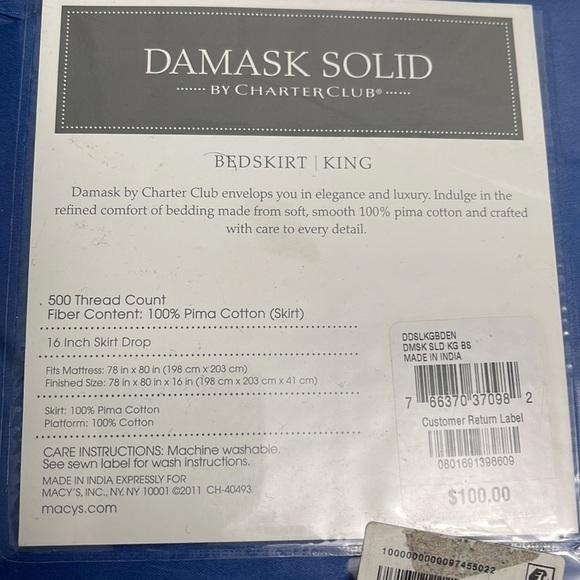 DAMASK SOLID
BY CHARTER CLUB®
BEDSKIRT | KING
Damask by Charter Club envelops you in elegance and luxury. Indulge in the
refined comfort of bedding made from soft, smooth 100% pima cotton and crafted
with care to every detail.
500 Thread Count
Fiber Content: 100% Pima Cotton (Skirt)
16 Inch Skirt Drop
Fits Mattress: 78 in x 80 in (198 cm x 203 cm)
Finished Size: 78 in x 80 in x 16 in (198 cm x 203 cm x 41 cm)
Skirt: 100% Pima Cotton
Platform: 100% Cotton
CARE INSTRUCTIONS: Machine washable.
See sewn label for wash instructions.
MADE IN INDIA EXPRESSLY FOR
MACY'S, INC., NY, NY 10001 ©2011 CH-40493
macys.com
DDSLKGBDEN
DMSK SLD KG BS
MADE IN INDIA
7 66370 37098 2
Customer Return Label
0801691396609
$100.00
1000000000097455022